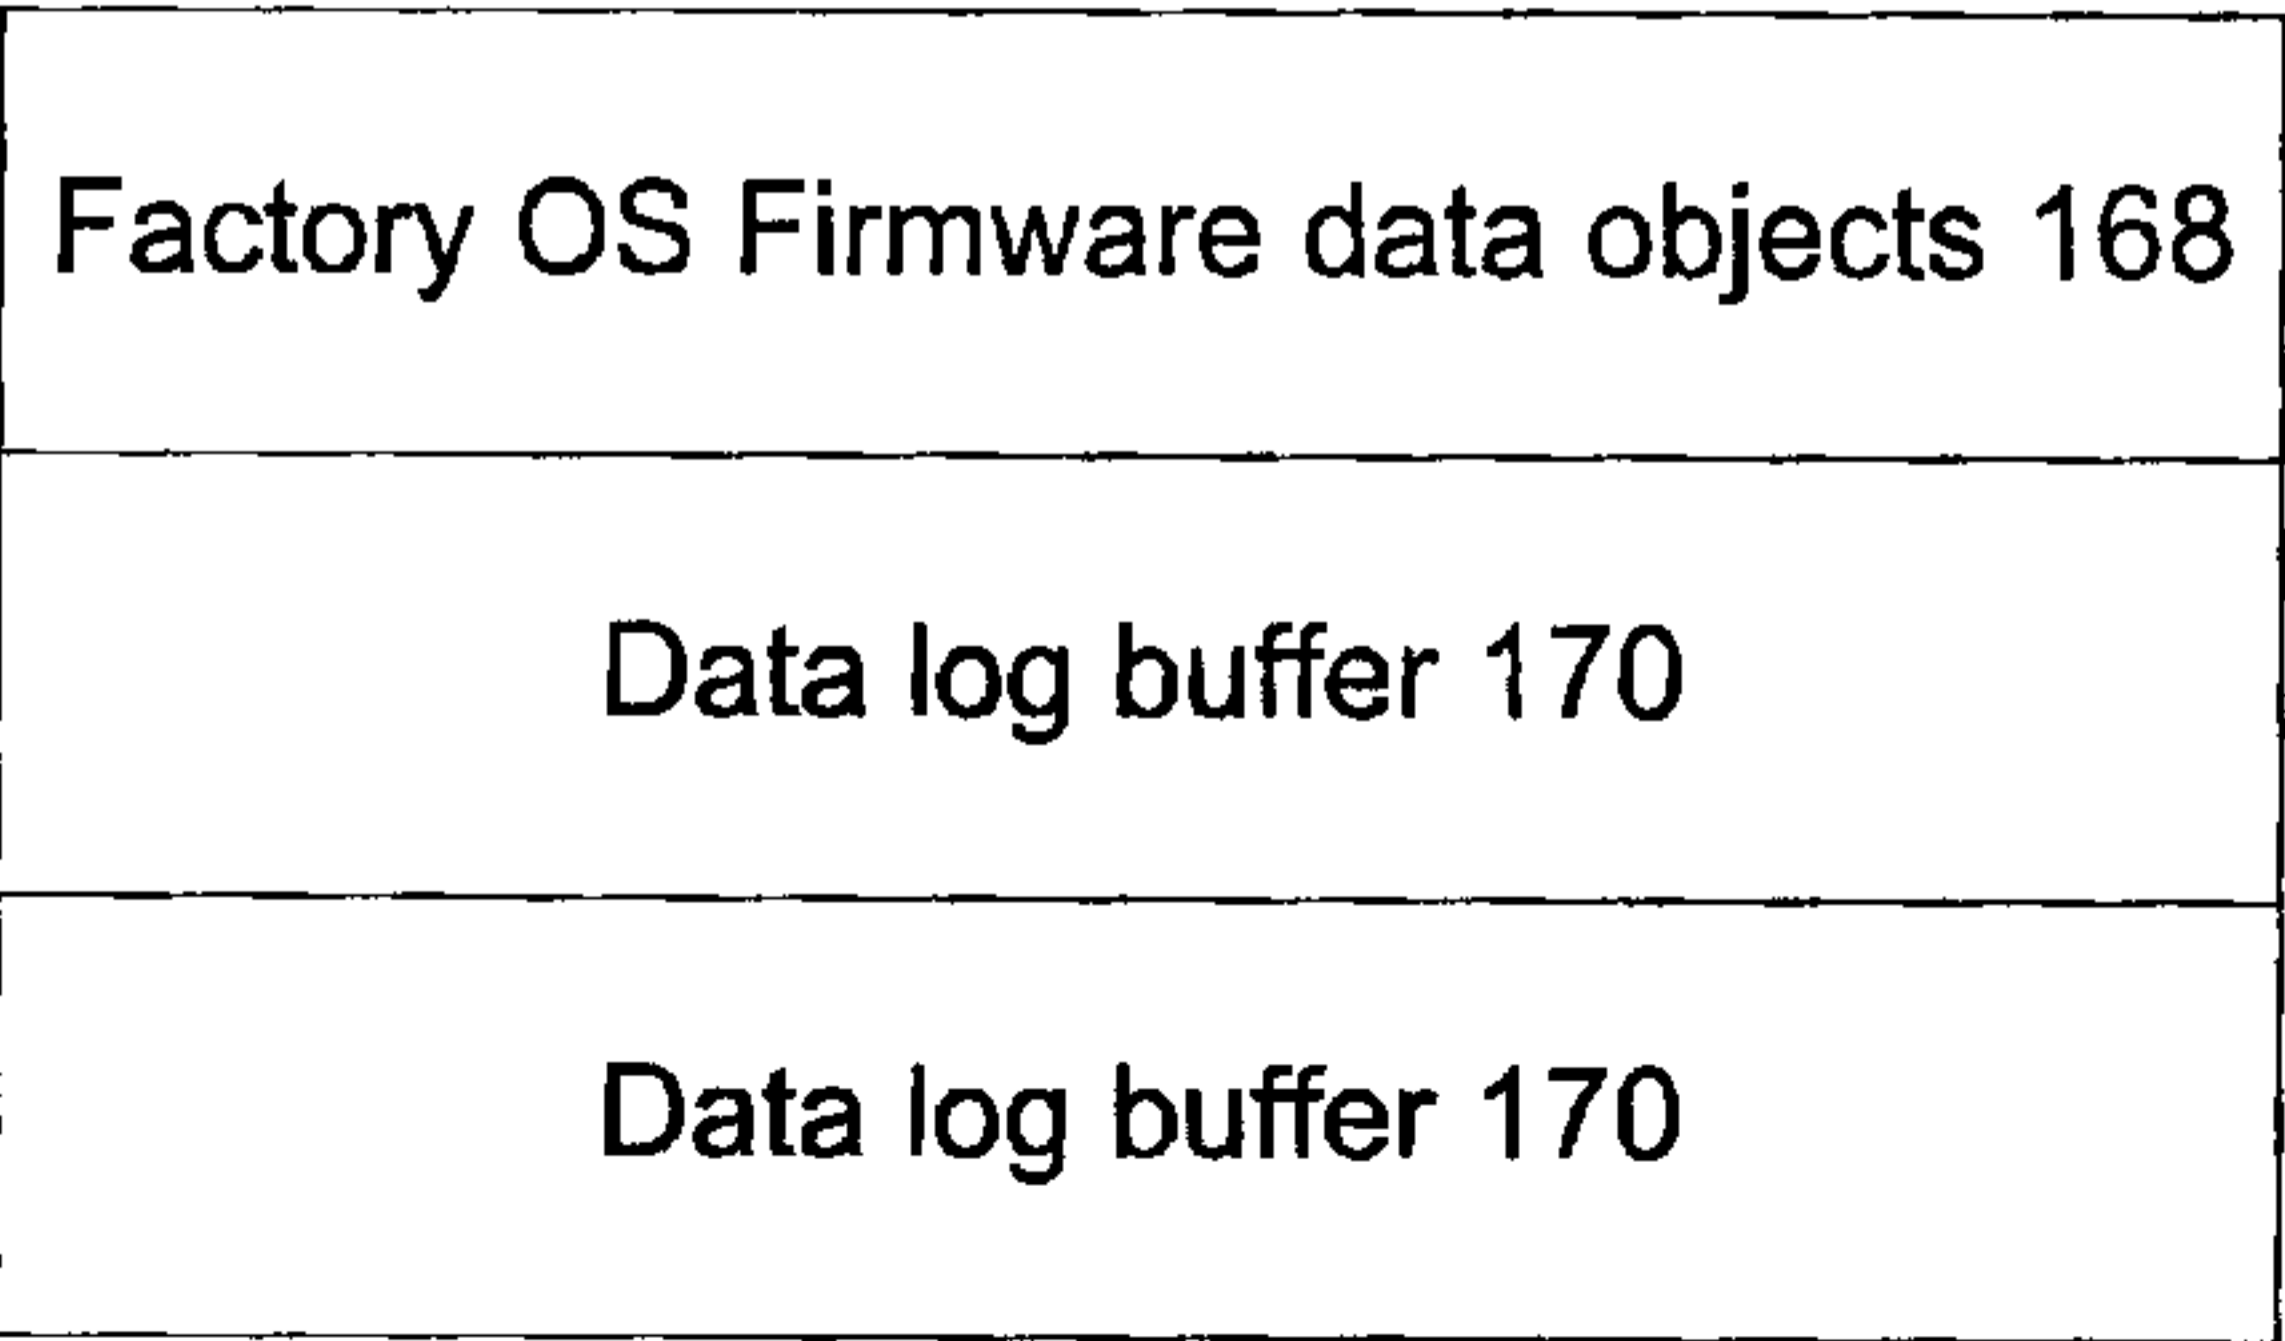 Factory OS Firmware data objects 168
Data log buffer 170
Data log buffer 170